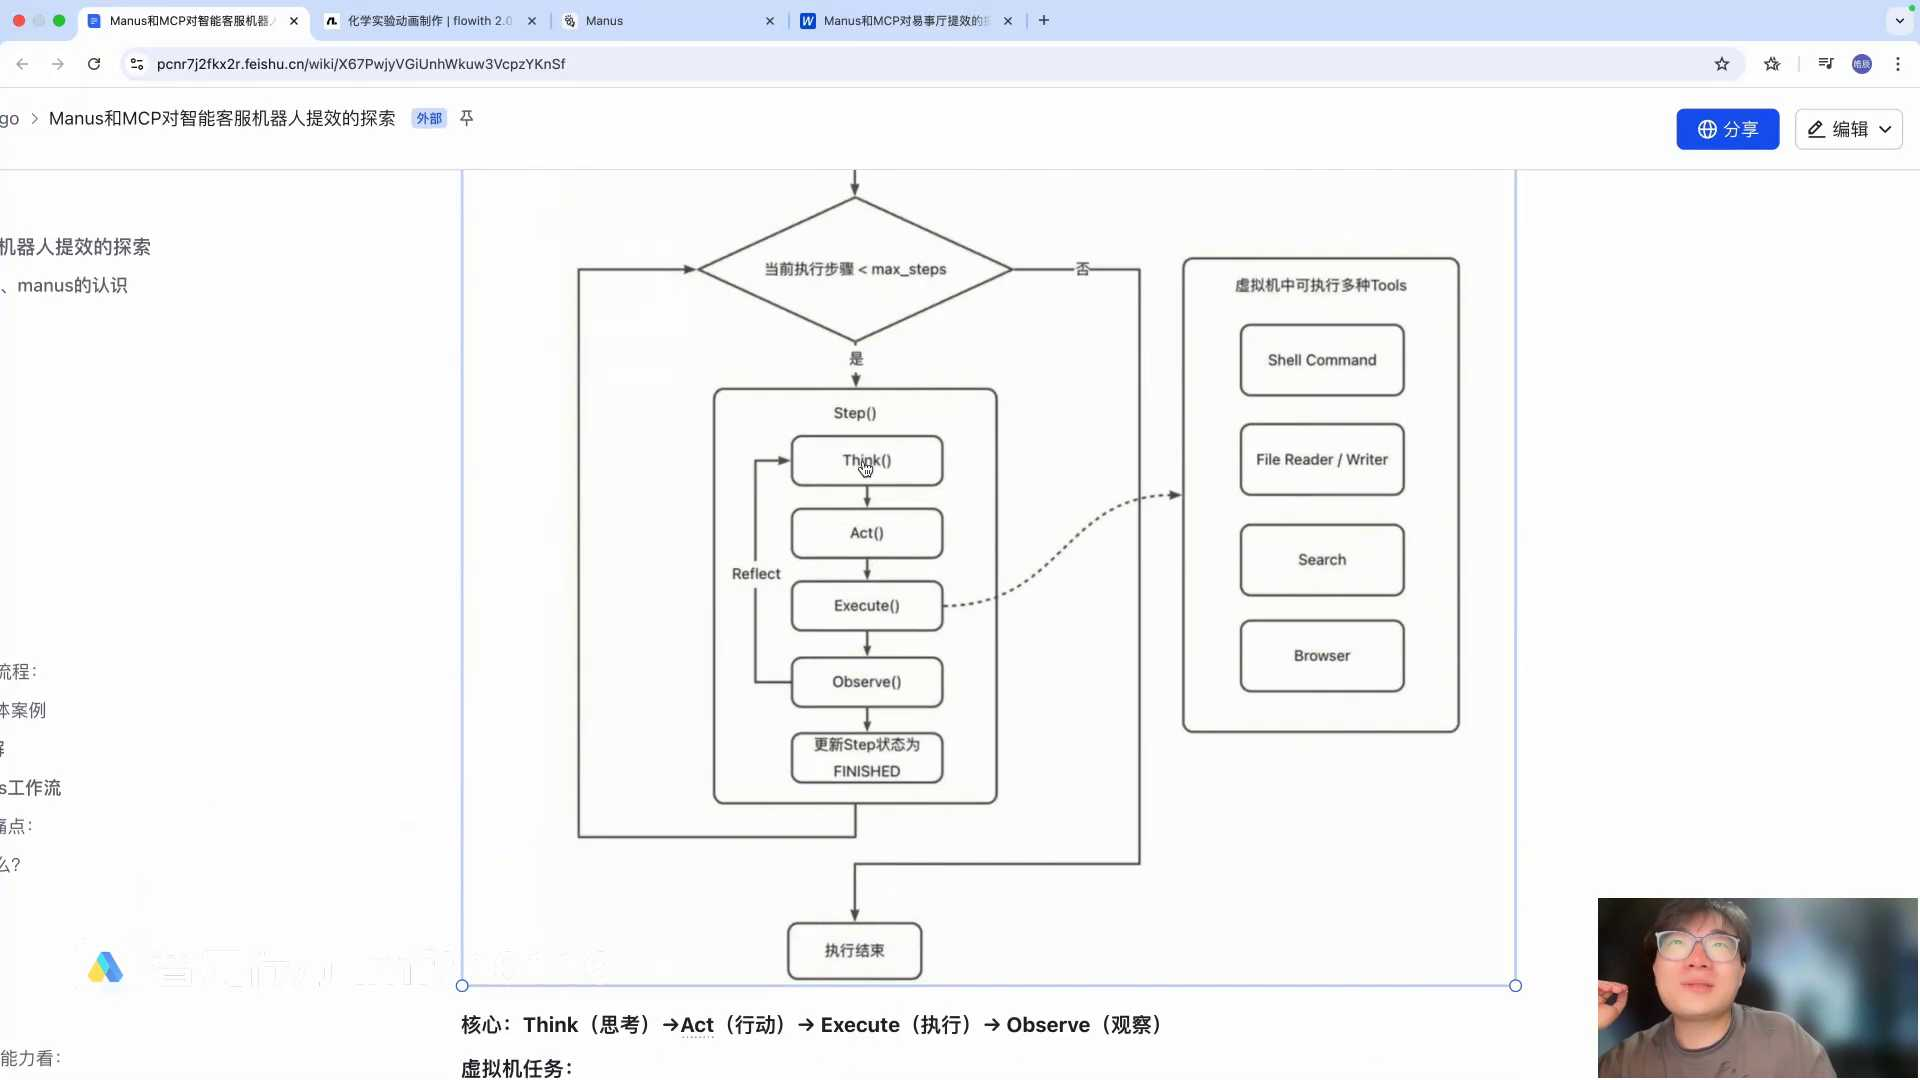 Manus和MCP对智能客服机器
化学实验动画制作 | flowith 2.0
Manus
Manus和MCP对易事厅提效的
pcnr7j2fkx2r.feishu.cn/wiki/X67PwjyVGiUnhWkuw3VcpzYKnSf
皓辰
go > Manus和MCP对智能客服机器人提效的探索 外部
分享
编辑
机器人提效的探索
、manus的认识
流程：
体案例
s工作流
痛点：
么?
能力看：
当前执行步骤 < max_steps
否
是
Step()
Think()
Act()
Reflect
Execute()
Observe()
更新Step状态为
FINISHED
执行结束
虚拟机中可执行多种Tools
Shell Command
File Reader / Writer
Search
Browser
核心：Think（思考）→Act（行动）→ Execute（执行）→ Observe（观察）
虚拟机任务：